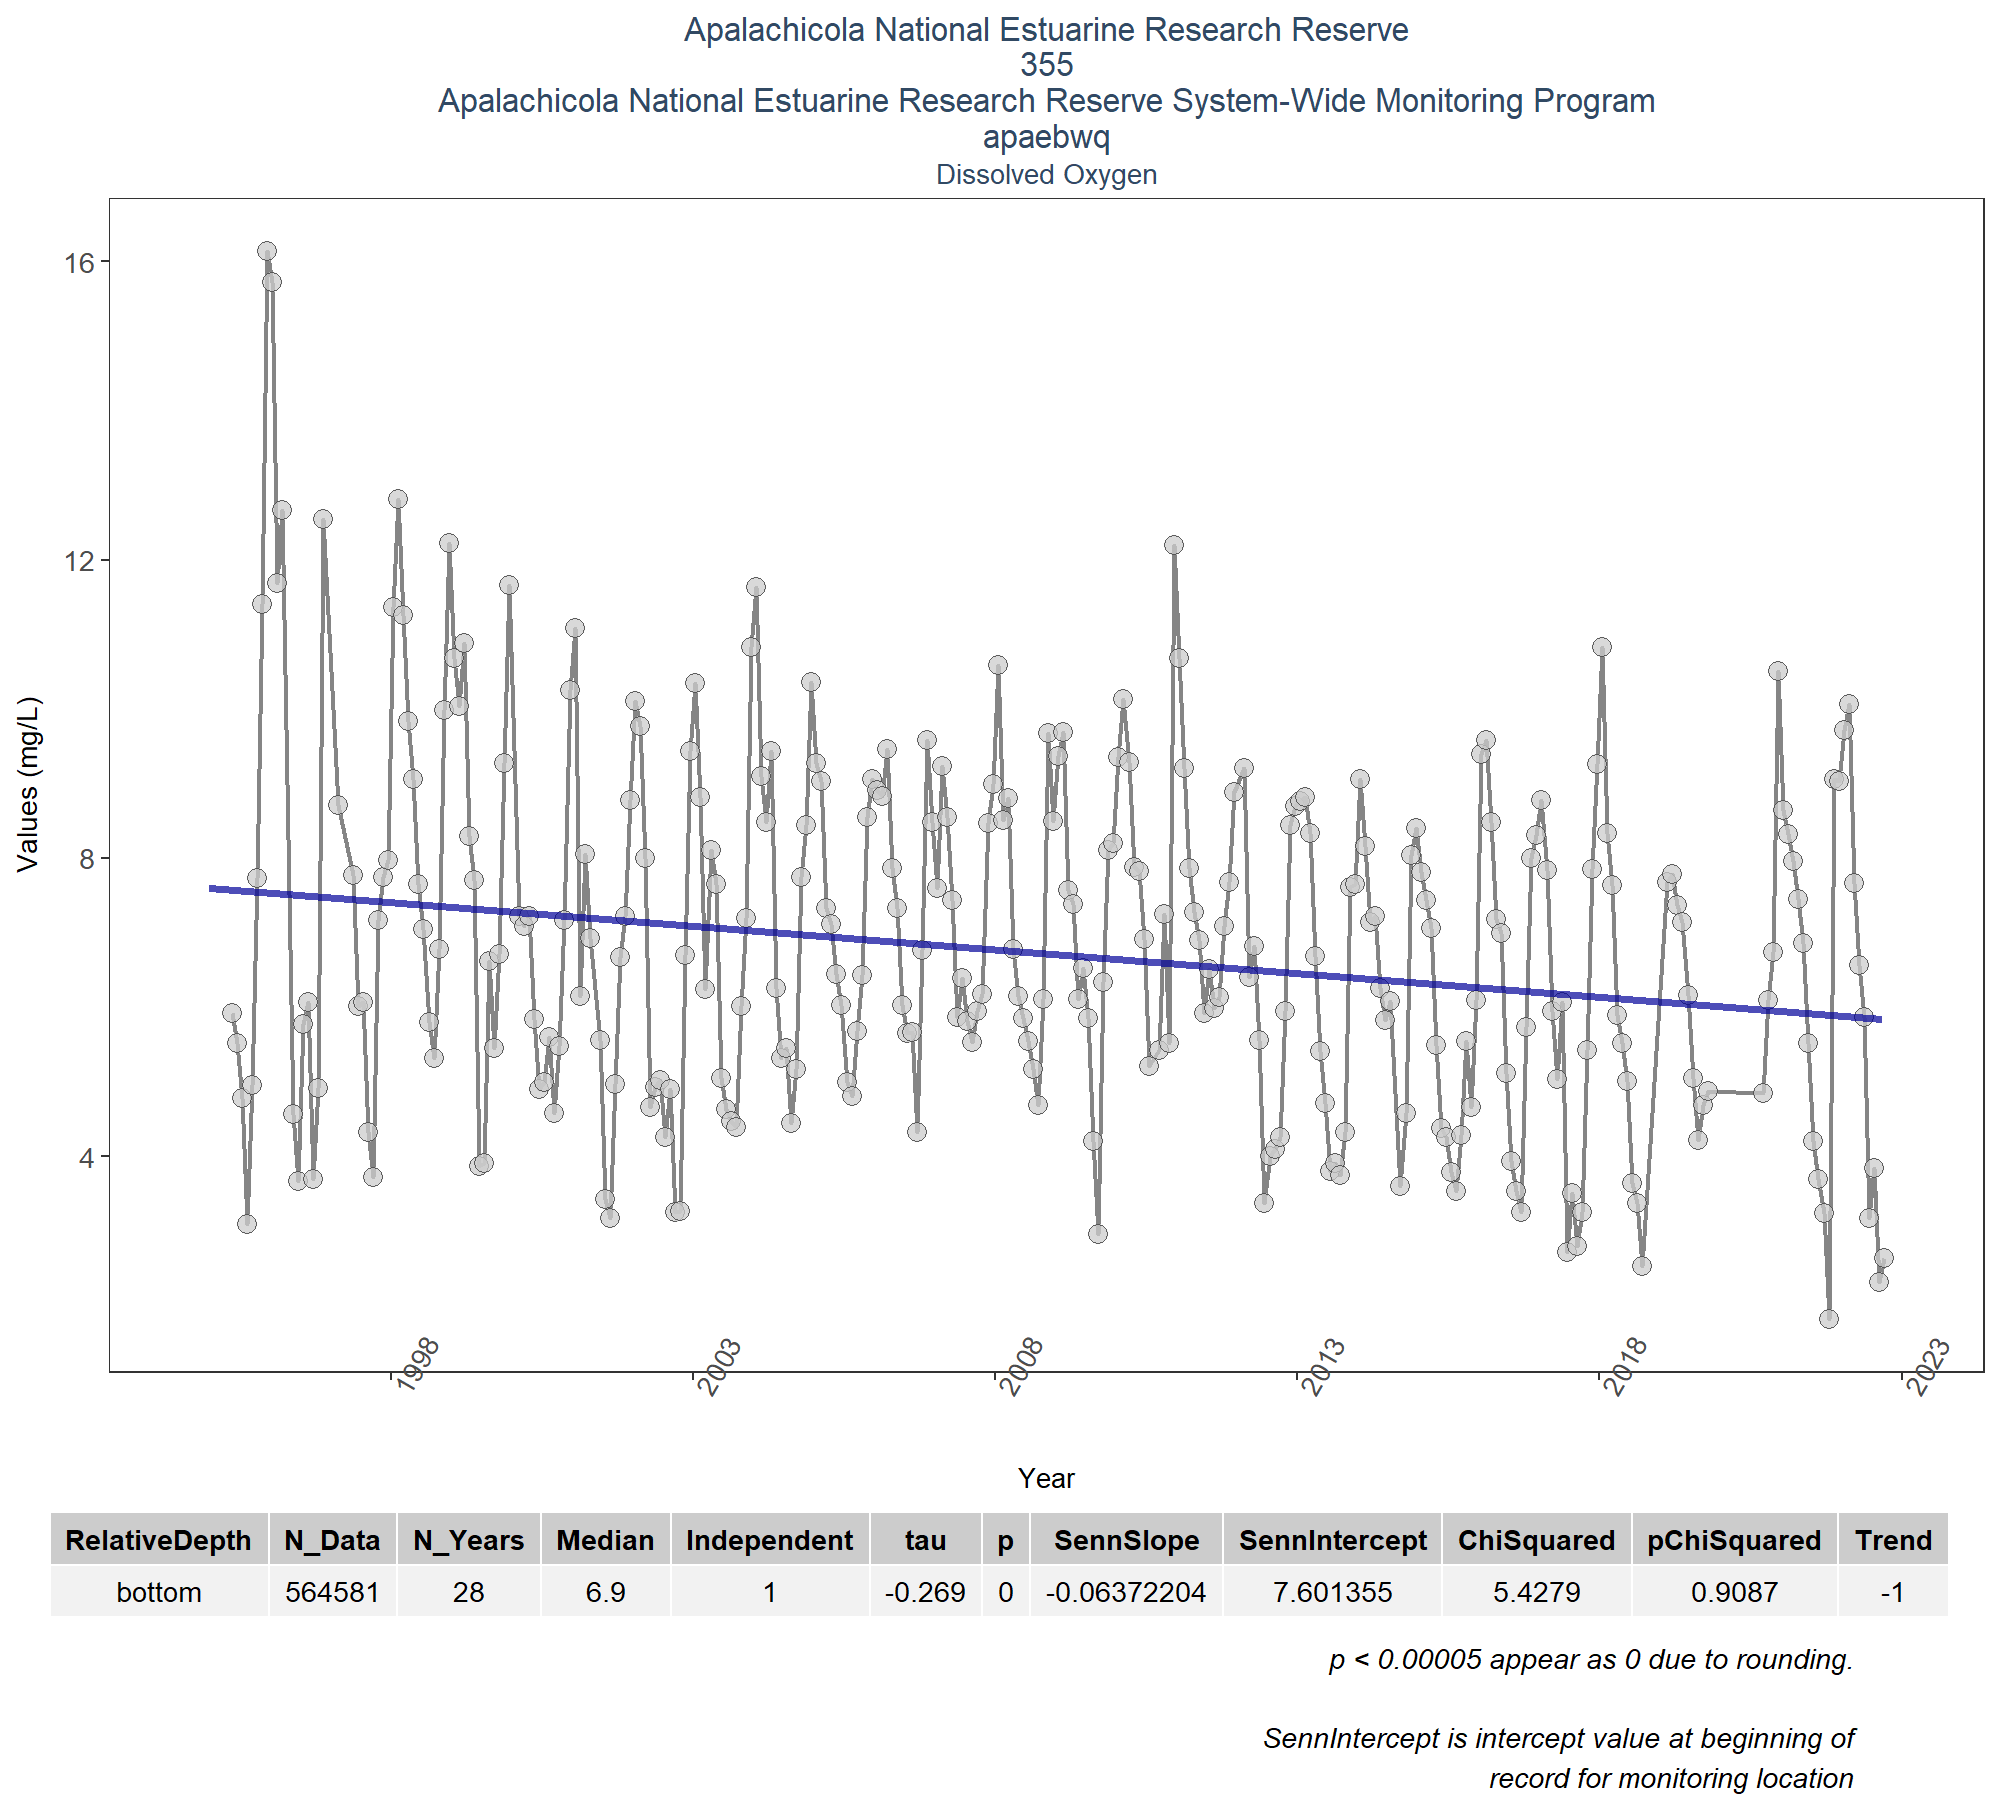 Apalachicola National Estuarine Research Reserve
355
Apalachicola National Estuarine Research Reserve System-Wide Monitoring Program
apaebwq
Dissolved Oxygen
16
12
8
4
Values (mg/L)
1998 2003 2008 2013 2018 2023
Year
RelativeDepth N_Data N_Years Median Independent tau p SennSlope SennIntercept ChiSquared pChiSquared Trend
bottom 564581 28 6.9 1 -0.269 0 -0.06372204 7.601355 5.4279 0.9087 -1
p < 0.00005 appear as 0 due to rounding.
SennIntercept is intercept value at beginning of
record for monitoring location